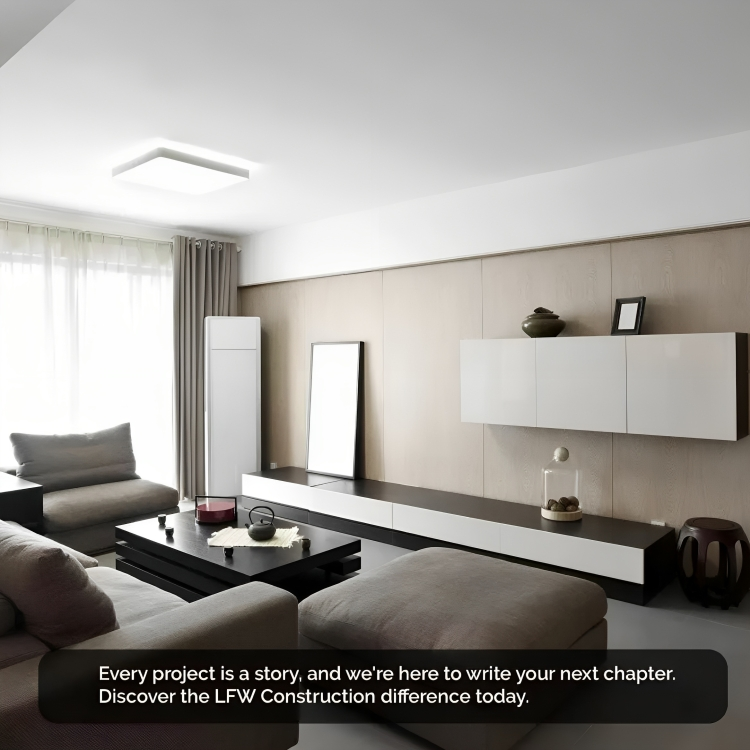 Every project is a story, and we're here to write your next chapter.
Discover the LFW Construction difference today.